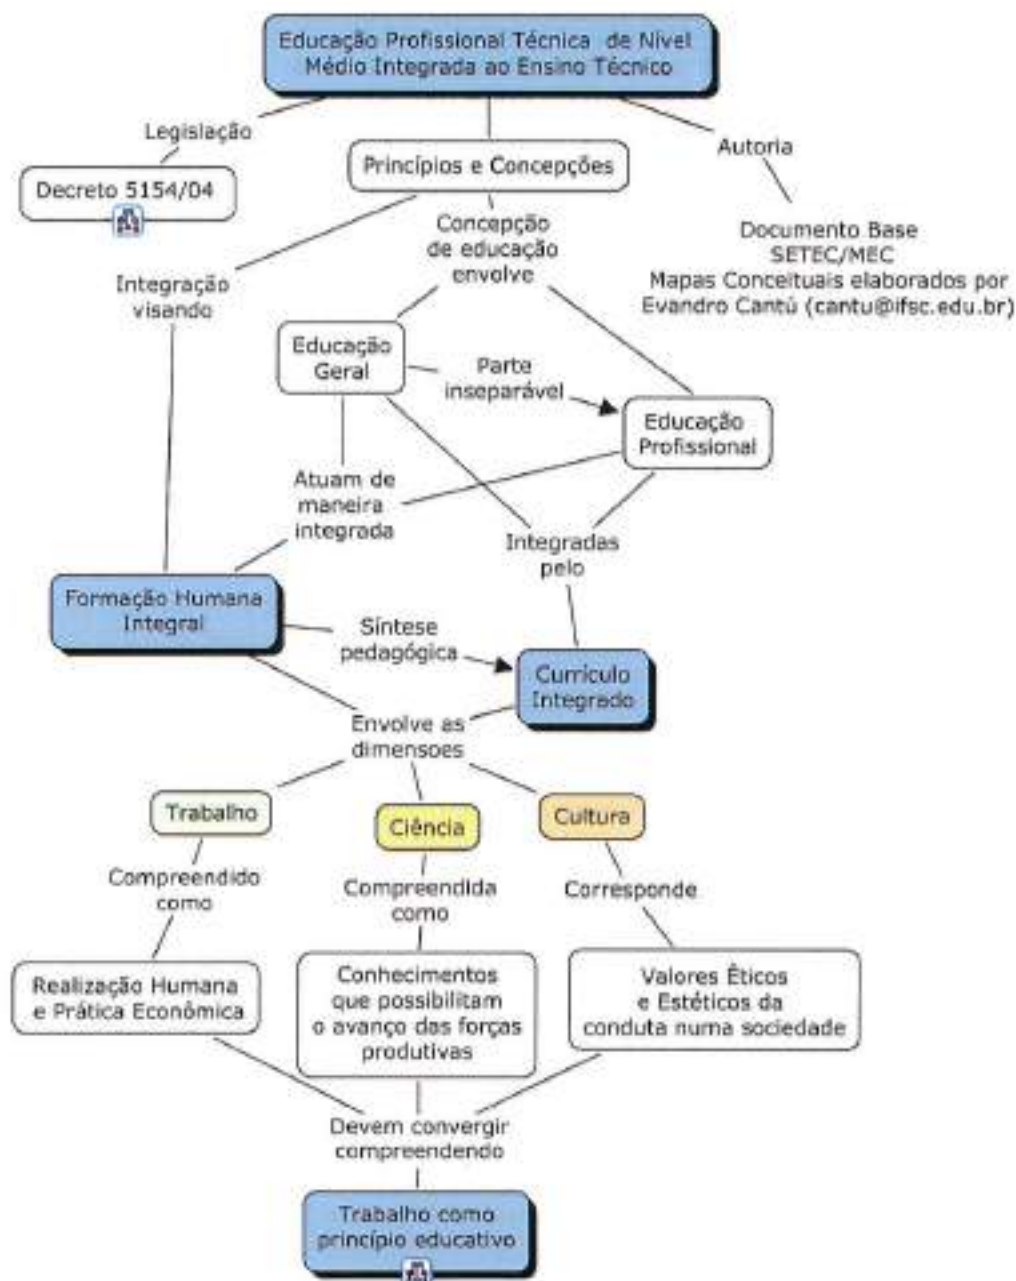 Educação Profissional Técnica de Nível
Médio Integrada ao Ensino Técnico
Legislação
Autoria
Princípios e Concepções
Decreto 5154/04
Concepção
de educação
envolve
Documento Base
SETEC/MEC
Mapas Conceituais elaborados por
Evandro Cantú (cantu@ifsc.edu.br)
Integração
visando
Educação
Geral
Parte
inseparável
Educação
Profissional
Atuam de
maneira
integrada
Integradas
pelo
Formação Humana
Integral
Síntese
pedagógica
Currículo
Integrado
Envolve as
dimensoes
Trabalho
Ciência
Cultura
Compreendido
como
Compreendida
como
Corresponde
Realização Humana
e Prática Econômica
Conhecimentos
que possibilitam
o avanço das forças
produtivas
Valores Éticos
e Estéticos da
conduta numa sociedade
Devem convergir
compreendendo
Trabalho como
princípio educativo